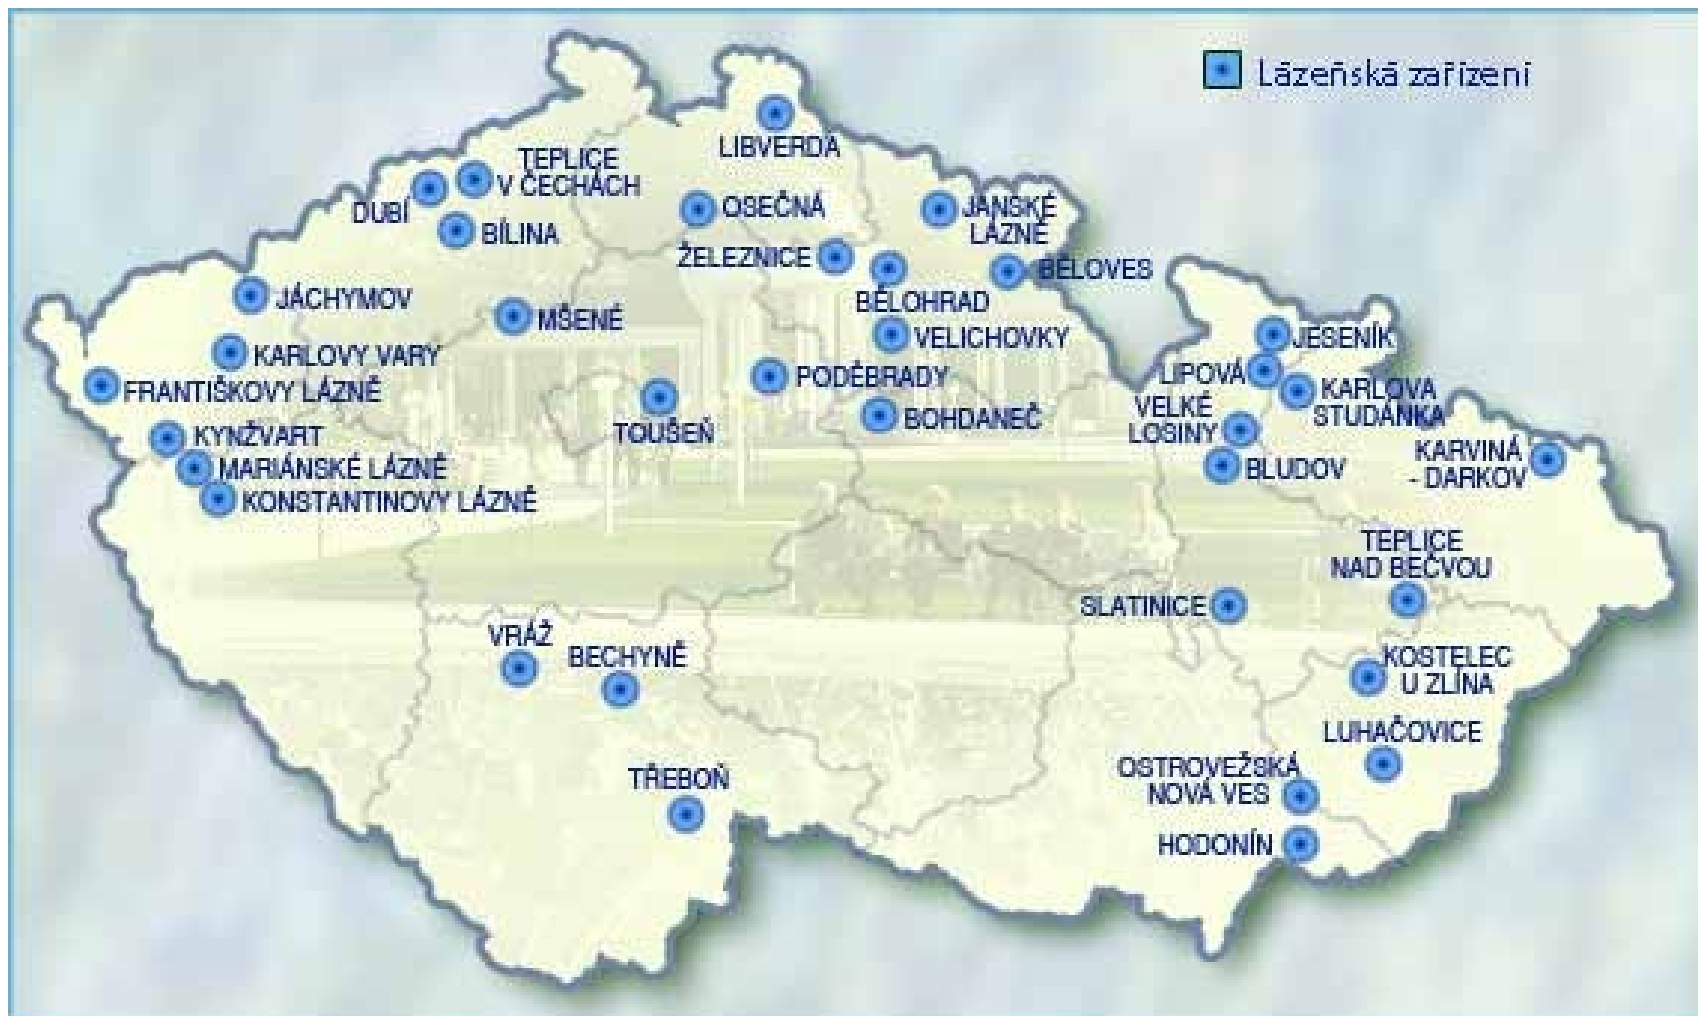 Lázeňská zařízení
LIBVERDA
TEPLICE
V ČECHÁCH
DUBÍ
BÍLINA
OSEČNÁ
JANSKÉ
LÁZNĚ
ŽELEZNICE
BĚLOVES
BĚLOHRAD
JÁCHYMOV
MŠENÉ
VELICHOVKY
JESENÍK
KARLOVY VARY
FRANTIŠKOVY LÁZNĚ
PODĚBRADY
LIPOVÁ
KARLOVA
STUDÁNKA
TOUŠEŇ
BOHDANEČ
VELKÉ
LOSINY
KYNŽVART
MARIÁNSKÉ LÁZNĚ
KONSTANTINOVY LÁZNĚ
BLUDOV
KARVINÁ
- DARKOV
TEPLICE
NAD BEČVOU
SLATINICE
VRÁŽ
BECHYNĚ
KOSTELEC
U ZLÍNA
LUHAČOVICE
TŘEBOŇ
OSTROVEŽSKÁ
NOVÁ VES
HODONÍN